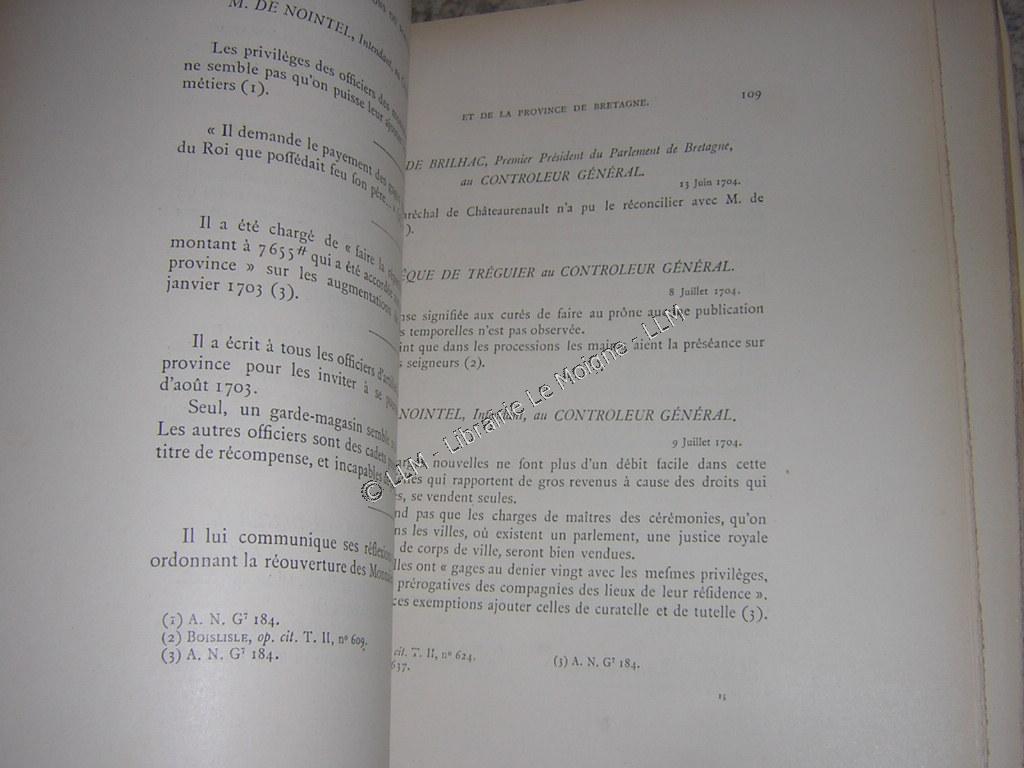 M. DE NOINTEL, Intendant, au
Les privilèges des officiers des
ne semble pas qu'on puisse leur
métiers (1).
« Il demande le payement des
du Roi que poſſédait feu ſon père...
Il a été chargé de « faire la
montant à 7655# qui a été accordée
province » sur les augmentations
janvier 1703 (3).
Il a écrit à tous les officiers
province pour les inviter à se
d'août 1703.
Seul, un garde-magasin semble
Les autres officiers sont des cadets
titre de récompense, et incapables
Il lui communique ses réflexions
ordonnant la réouverture des Monnaies
(1) A. N. G⁷ 184.
(2) BOISLISLE, op. cit. T. II, nº 609.
(3) A. N. G⁷ 184.
ET DE LA PROVINCE DE BRETAGNE. 109
DE BRILHAC, Premier Président du Parlement de Bretagne,
au CONTROLEUR GÉNÉRAL.
13 Juin 1704.
aréchal de Châteaurenault n'a pu le réconcilier avec M. de
).
ÊQUE DE TRÉGUIER au CONTROLEUR GÉNÉRAL.
8 Juillet 1704.
nse signifiée aux curés de faire au prône aucune publication
s temporelles n'est pas observée.
int que dans les processions les maires aient la préséance sur
s seigneurs (2).
NOINTEL, Intendant, au CONTROLEUR GÉNÉRAL.
9 Juillet 1704.
nouvelles ne sont plus d'un débit facile dans cette
qui rapportent de gros revenus à cause des droits qui
es, se vendent seules.
nd pas que les charges de maîtres des cérémonies, qu'on
ns les villes, où existent un parlement, une justice royale
de corps de ville, seront bien vendues.
lles ont « gages au denier vingt avec les meſmes privilèges,
prérogatives des compagnies des lieux de leur réſidence ».
ces exemptions ajouter celles de curatelle et de tutelle (3).
cit. T. II, nº 624.
637.
(3) A. N. G⁷ 184.
15
© LLM - Librairie Le Moigne - LLM